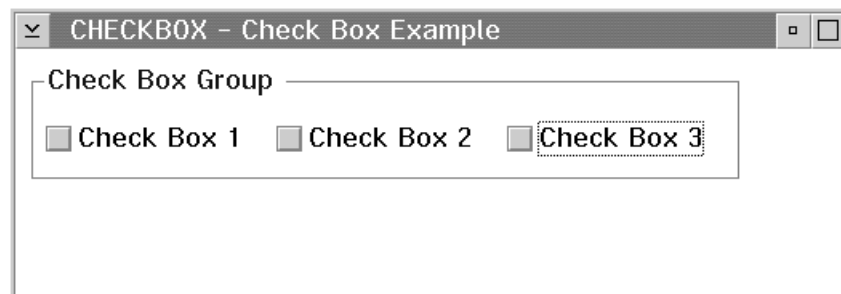 CHECKBOX – Check Box Example
Check Box Group
Check Box 1 Check Box 2 Check Box 3